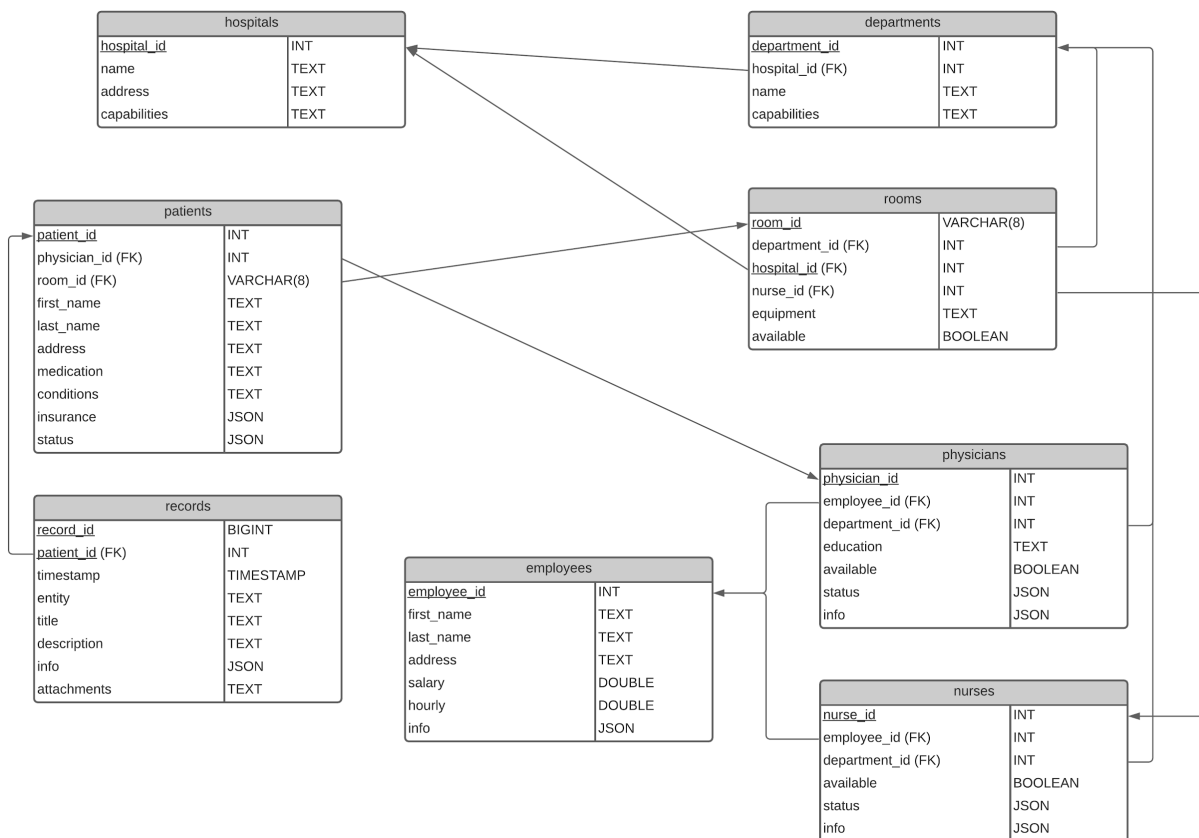 hospitals
hospital_id INT
name TEXT
address TEXT
capabilities TEXT
departments
department_id INT
hospital_id (FK) INT
name TEXT
capabilities TEXT
patients
patient_id INT
physician_id (FK) INT
room_id (FK) VARCHAR(8)
first_name TEXT
last_name TEXT
address TEXT
medication TEXT
conditions TEXT
insurance JSON
status JSON
rooms
room_id VARCHAR(8)
department_id (FK) INT
hospital_id (FK) INT
nurse_id (FK) INT
equipment TEXT
available BOOLEAN
records
record_id BIGINT
patient_id (FK) INT
timestamp TIMESTAMP
entity TEXT
title TEXT
description TEXT
info JSON
attachments TEXT
employees
employee_id INT
first_name TEXT
last_name TEXT
address TEXT
salary DOUBLE
hourly DOUBLE
info JSON
physicians
physician_id INT
employee_id (FK) INT
department_id (FK) INT
education TEXT
available BOOLEAN
status JSON
info JSON
nurses
nurse_id INT
employee_id (FK) INT
department_id (FK) INT
available BOOLEAN
status JSON
info JSON